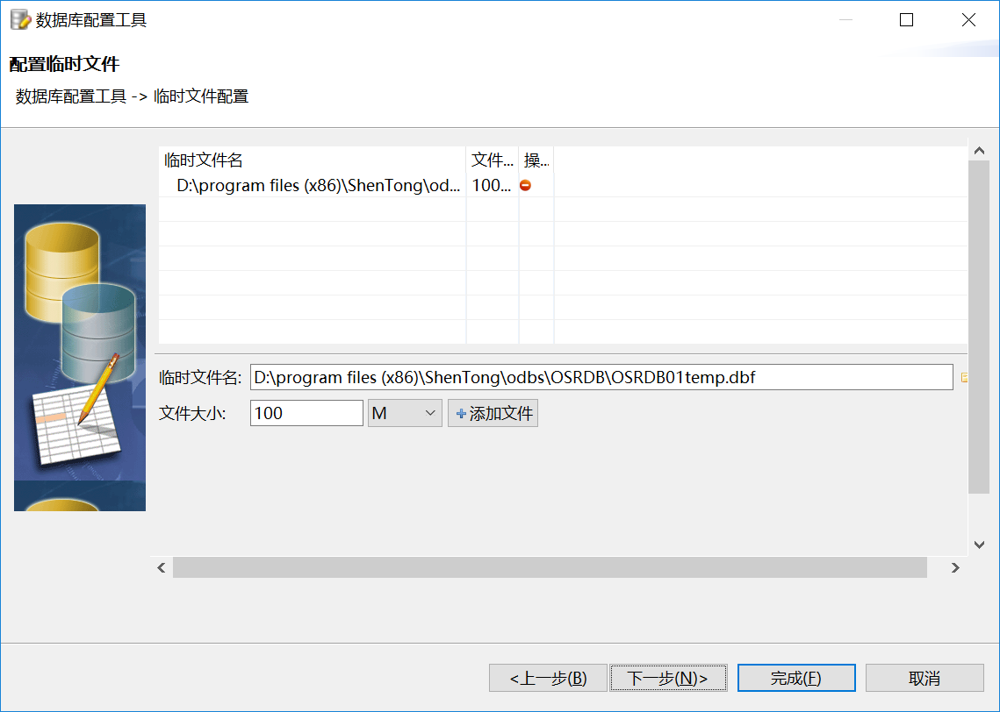 数据库配置工具
配置临时文件
数据库配置工具 -> 临时文件配置
临时文件名 文件... 操...
D:\program files (x86)\ShenTong\od... 100...
临时文件名: D:\program files (x86)\ShenTong\odbs\OSRDB\OSRDB01temp.dbf
文件大小: 100 M 添加文件
<上一步(B) 下一步(N)> 完成(F) 取消